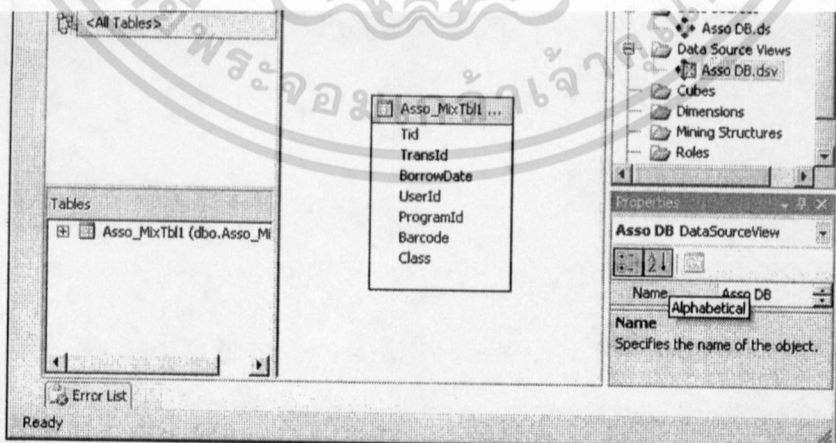 <All Tables>
Tables
Asso_MixTbl1 (dbo.Asso_Mi
Asso_MixTbl1 ...
Tid
TransId
BorrowDate
UserId
ProgramId
Barcode
Class
Asso DB.ds
Data Source Views
Asso DB.dsv
Cubes
Dimensions
Mining Structures
Roles
Properties
Asso DB DataSourceView
Name Asso DB
Alphabetical
Name
Specifies the name of the object.
Error List
Ready